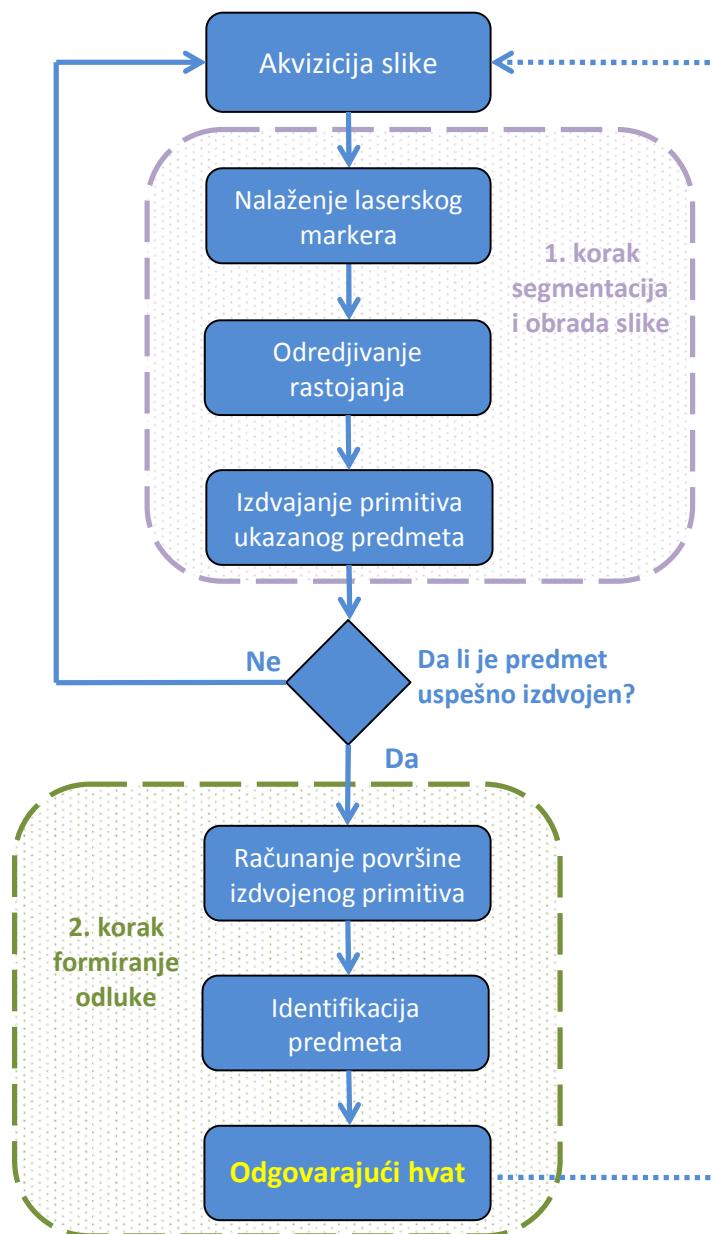 Akvizicija slike
Nalaženje laserskog
markera
1. korak
segmentacija
i obrada slike
Odredjivanje
rastojanja
Izdvajanje primitiva
ukazanog predmeta
Ne
Da li je predmet
uspešno izdvojen?
Da
Računanje površine
izdvojenog primitiva
2. korak
formiranje
odluke
Identifikacija
predmeta
Odgovarajući hvat